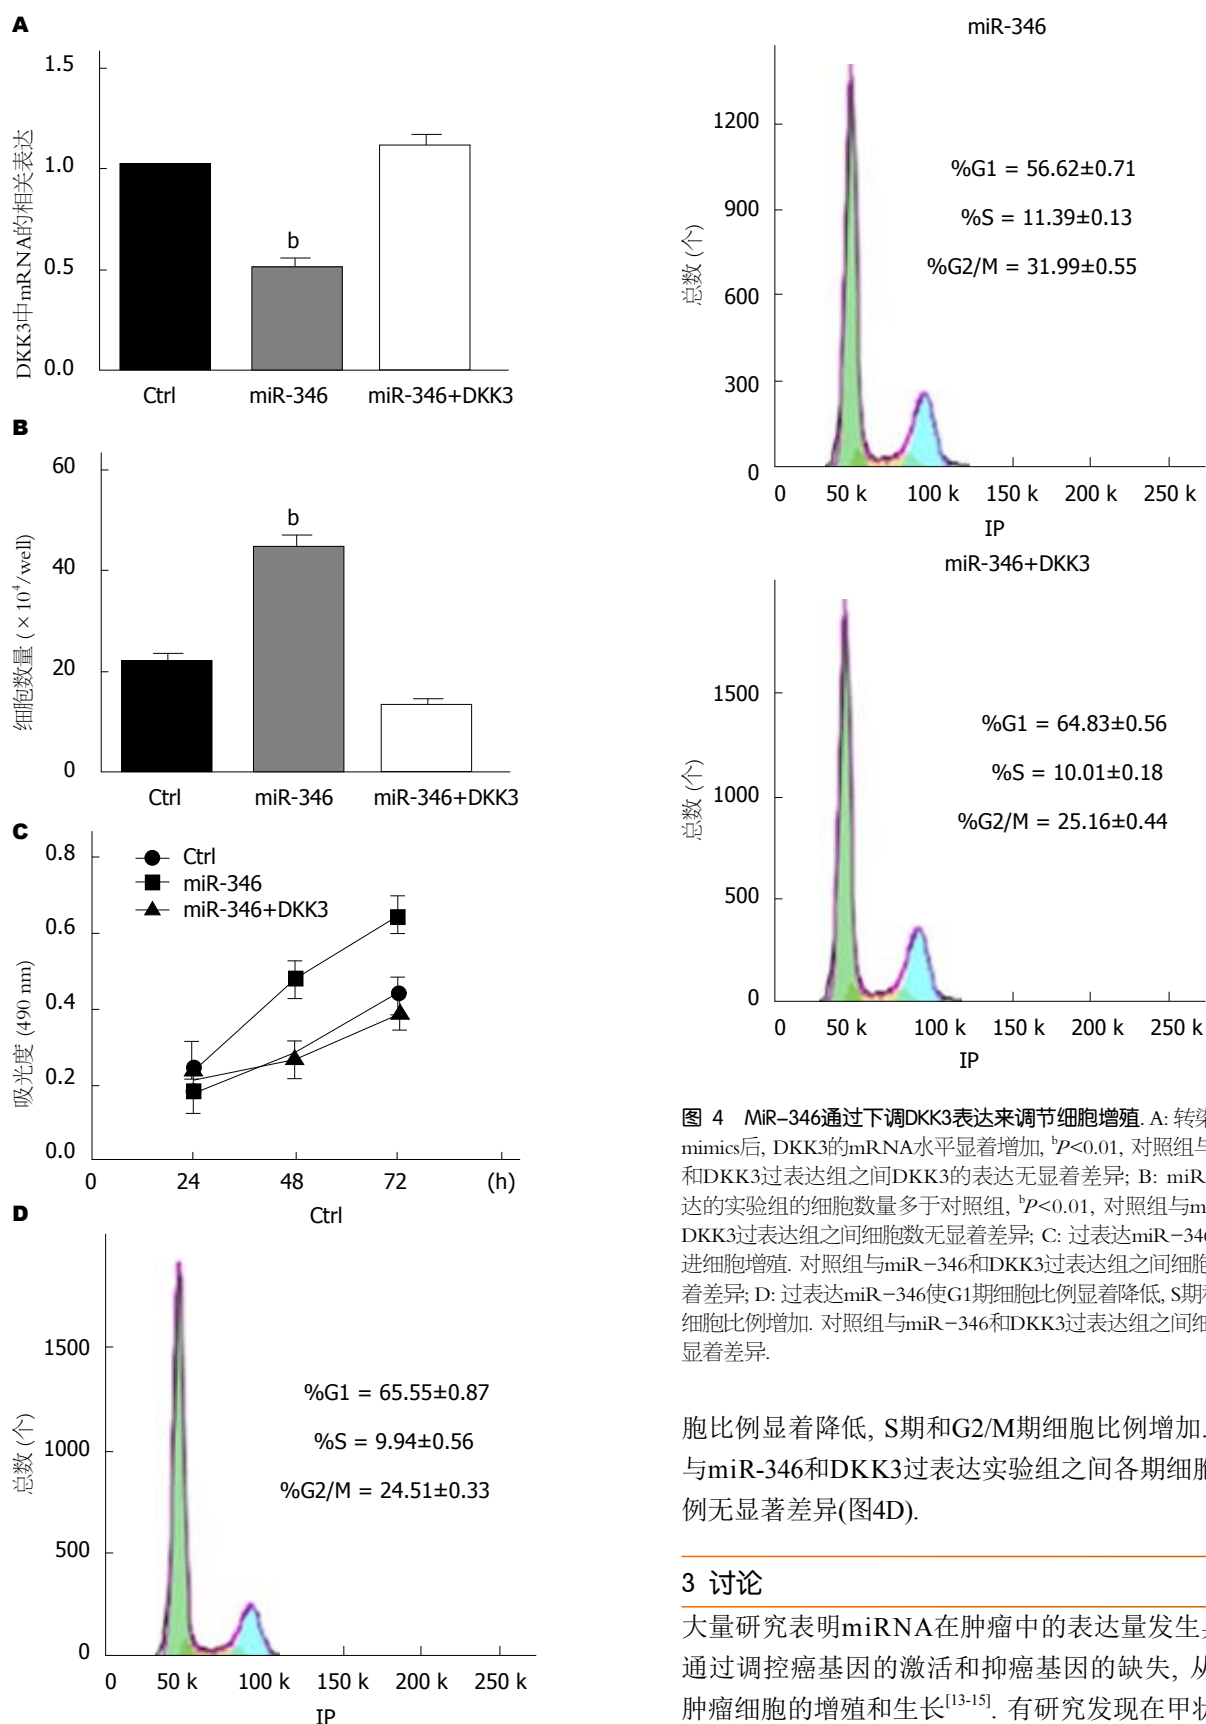 A
1.5
1.0
0.5
0.0
DKK3中mRNA的相关表达
b
Ctrl
miR-346
miR-346+DKK3
B
60
40
20
0
细胞数量 (×10⁴/well)
b
Ctrl
miR-346
miR-346+DKK3
C
0.8
0.6
0.4
0.2
0.0
吸光度 (490 nm)
Ctrl
miR-346
miR-346+DKK3
0 24 48 72 (h)
D
Ctrl
1500
1000
500
0
总数 (个)
%G1 = 65.55±0.87
%S = 9.94±0.56
%G2/M = 24.51±0.33
0 50 k 100 k 150 k 200 k 250 k
IP
miR-346
1200
900
600
300
0
总数 (个)
%G1 = 56.62±0.71
%S = 11.39±0.13
%G2/M = 31.99±0.55
0 50 k 100 k 150 k 200 k 250 k
IP
miR-346+DKK3
1500
1000
500
0
总数 (个)
%G1 = 64.83±0.56
%S = 10.01±0.18
%G2/M = 25.16±0.44
0 50 k 100 k 150 k 200 k 250 k
IP
图 4 MiR-346通过下调DKK3表达来调节细胞增殖. A: 转染
mimics后, DKK3的mRNA水平显着增加, ᵇP<0.01, 对照组与
和DKK3过表达组之间DKK3的表达无显着差异; B: miR
达的实验组的细胞数量多于对照组, ᵇP<0.01, 对照组与m
DKK3过表达组之间细胞数无显着差异; C: 过表达miR-346
进细胞增殖. 对照组与miR-346和DKK3过表达组之间细胞
着差异; D: 过表达miR-346使G1期细胞比例显着降低, S期
细胞比例增加. 对照组与miR-346和DKK3过表达组之间细
显着差异.
胞比例显着降低, S期和G2/M期细胞比例增加.
与miR-346和DKK3过表达实验组之间各期细胞
例无显著差异(图4D).
3 讨论
大量研究表明miRNA在肿瘤中的表达量发生
通过调控癌基因的激活和抑癌基因的缺失, 从
肿瘤细胞的增殖和生长[13-15]. 有研究发现在甲状